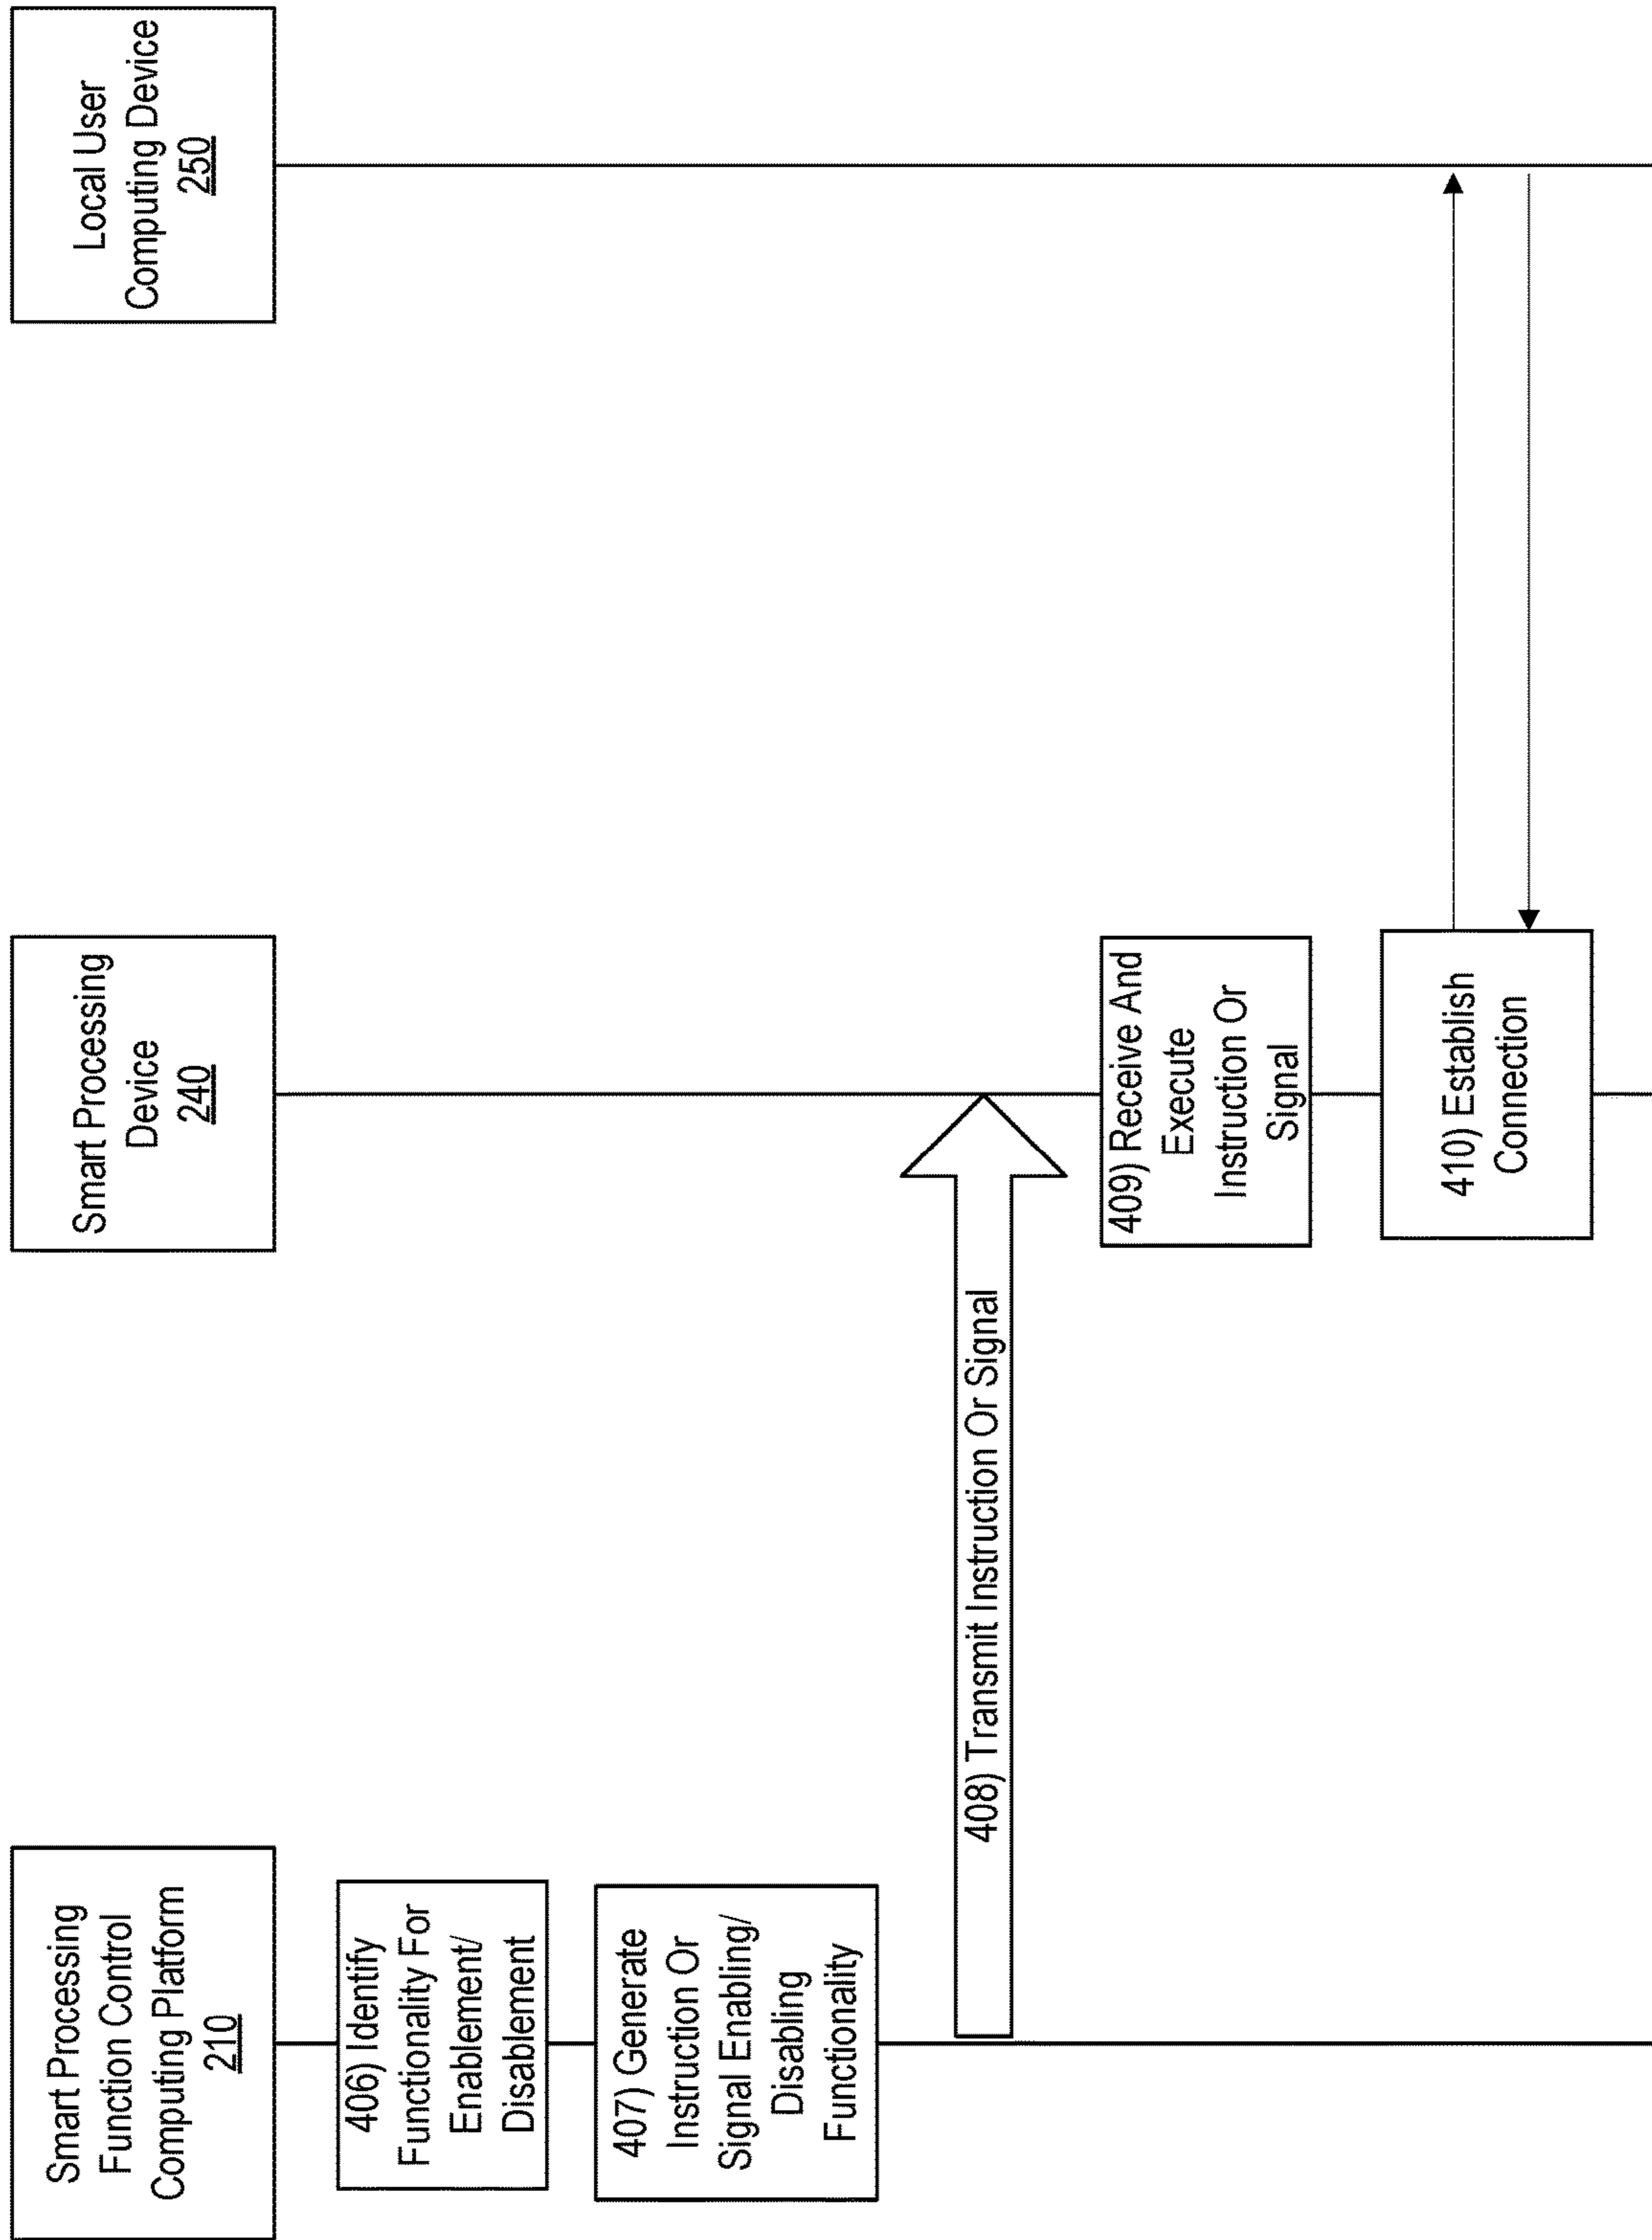 Smart Processing
Function Control
Computing Platform
210
Smart Processing
Device
240
Local User
Computing Device
250
406) Identify
Functionality For
Enablement/
Disablement
407) Generate
Instruction Or
Signal Enabling/
Disabling
Functionality
408) Transmit Instruction Or Signal
409) Receive And
Execute
Instruction Or
Signal
410) Establish
Connection